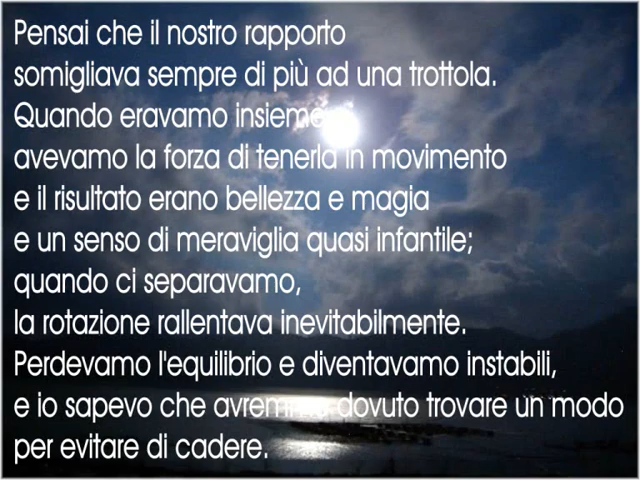 Pensai che il nostro rapporto
somigliava sempre di più ad una trottola.
Quando eravamo insieme
avevamo la forza di tenerla in movimento
e il risultato erano bellezza e magia
e un senso di meraviglia quasi infantile;
quando ci separavamo,
la rotazione rallentava inevitabilmente.
Perdevamo l'equilibrio e diventavamo instabili,
e io sapevo che avremmo dovuto trovare un modo
per evitare di cadere.